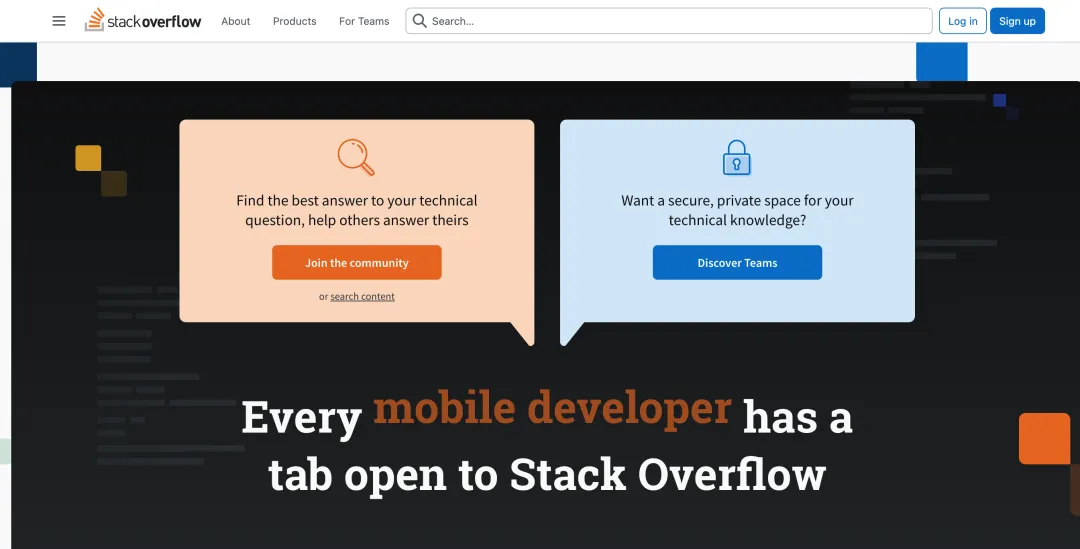 stackoverflow About Products For Teams Search... Log in Sign up
Find the best answer to your technical
question, help others answer theirs
Join the community
or search content
Want a secure, private space for your
technical knowledge?
Discover Teams
Every mobile developer has a
tab open to Stack Overflow